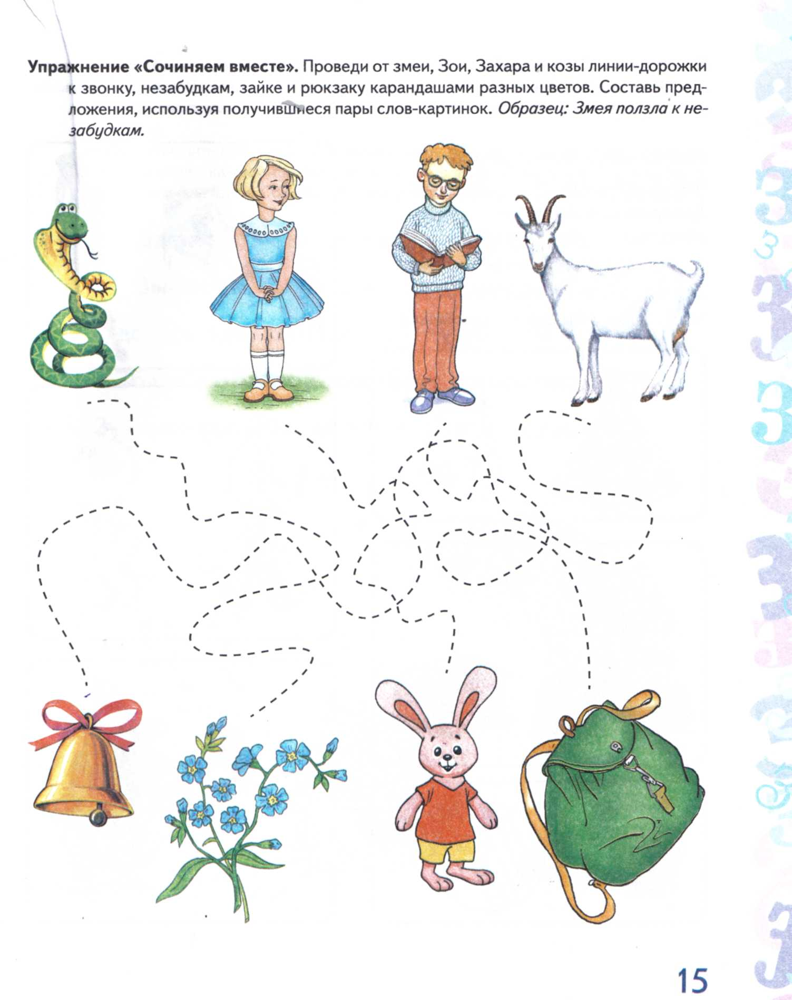 Упражнение «Сочиняем вместе». Проведи от змеи, Зои, Захара и козы линии-дорожки
к звонку, незабудкам, зайке и рюкзаку карандашами разных цветов. Составь пред-
ложения, используя получившиеся пары слов-картинок. Образец: Змея ползла к не-
забудкам.
15